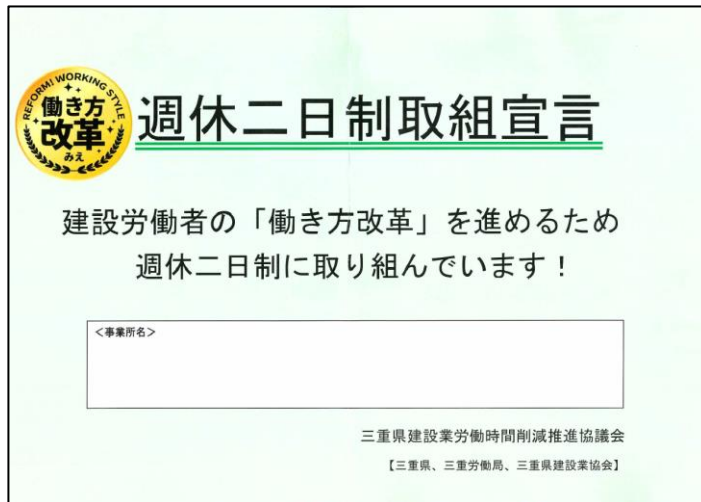 REFORM! WORKING STYLE
働き方
改革
みえ
週休二日制取組宣言
建設労働者の「働き方改革」を進めるため
週休二日制に取り組んでいます！
＜事業所名＞
三重県建設業労働時間削減推進協議会
【三重県、三重労働局、三重県建設業協会】